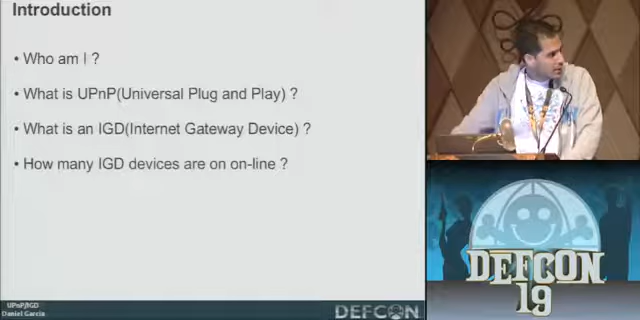 Introduction
• Who am I ?
• What is UPnP(Universal Plug and Play) ?
• What is an IGD(Internet Gateway Device) ?
• How many IGD devices are on on-line ?
UPnP/IGD
Daniel Garcia
DEFCON
DEFCON
19